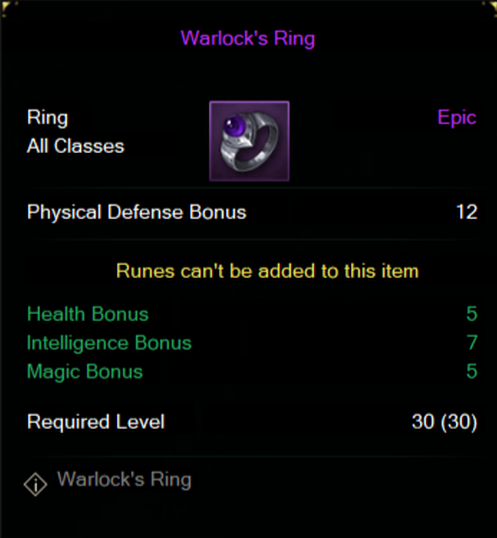 Warlock's Ring
Ring Epic
All Classes
Physical Defense Bonus 12
Runes can't be added to this item
Health Bonus 5
Intelligence Bonus 7
Magic Bonus 5
Required Level 30 (30)
Warlock's Ring